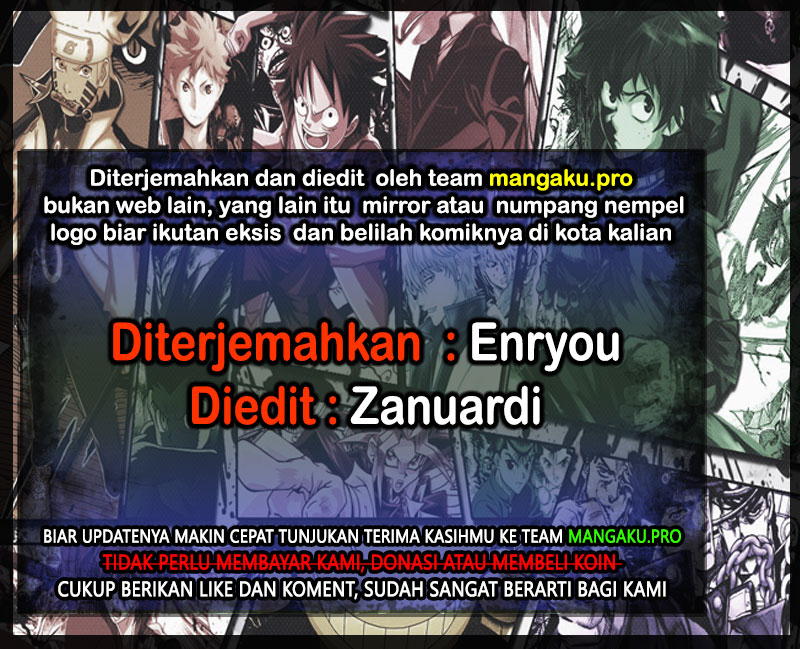 Diterjemahkan dan diedit oleh team mangaku.pro
bukan web lain, yang lain itu mirror atau numpang nempel
logo biar ikutan eksis dan belilah komiknya di kota kalian
Diterjemahkan : Enryou
Diedit : Zanuardi
BIAR UPDATENYA MAKIN CEPAT TUNJUKAN TERIMA KASIHMU KE TEAM MANGAKU.PRO
TIDAK PERLU MEMBAYAR KAMI, DONASI ATAU MEMBELI KOIN
CUKUP BERIKAN LIKE DAN KOMENT, SUDAH SANGAT BERARTI BAGI KAMI